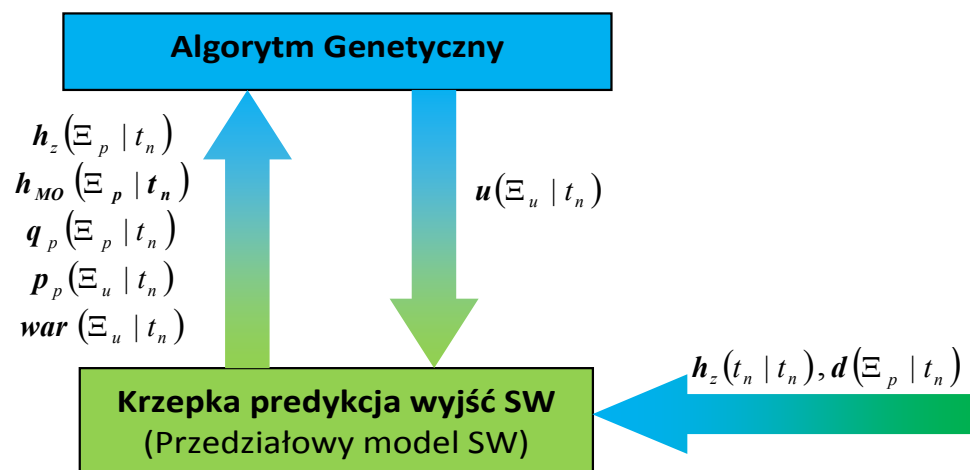 Algorytm Genetyczny
h_z(Ξ_p | t_n)
h_MO(Ξ_p | t_n)
q_p(Ξ_p | t_n)
p_p(Ξ_u | t_n)
war(Ξ_u | t_n)
u(Ξ_u | t_n)
h_z(t_n | t_n), d(Ξ_p | t_n)
Krzepka predykcja wyjść SW
(Przedziałowy model SW)